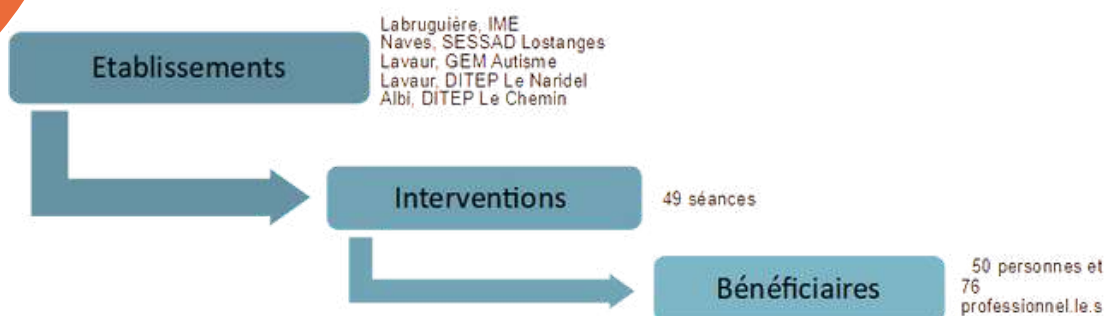 Etablissements
Labruguière, IME
Naves, SESSAD Lostanges
Lavaur, GEM Autisme
Lavaur, DITEP Le Naridel
Albi, DITEP Le Chemin
Interventions
49 séances
Bénéficiaires
50 personnes et
76
professionnel.le.s